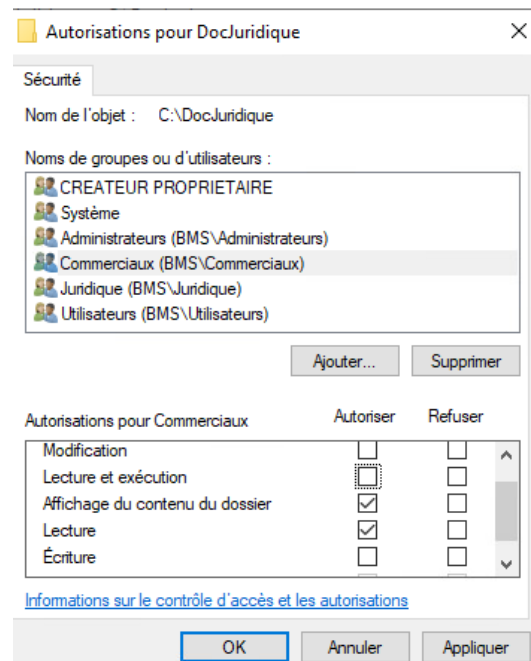 Autorisations pour DocJuridique
Sécurité
Nom de l'objet : C:\DocJuridique
Noms de groupes ou d'utilisateurs :
CREATEUR PROPRIETAIRE
Système
Administrateurs (BMS\Administrateurs)
Commerciaux (BMS\Commerciaux)
Juridique (BMS\Juridique)
Utilisateurs (BMS\Utilisateurs)
Ajouter... Supprimer
Autorisations pour Commerciaux Autoriser Refuser
Modification
Lecture et exécution
Affichage du contenu du dossier
Lecture
Écriture
Informations sur le contrôle d'accès et les autorisations
OK Annuler Appliquer